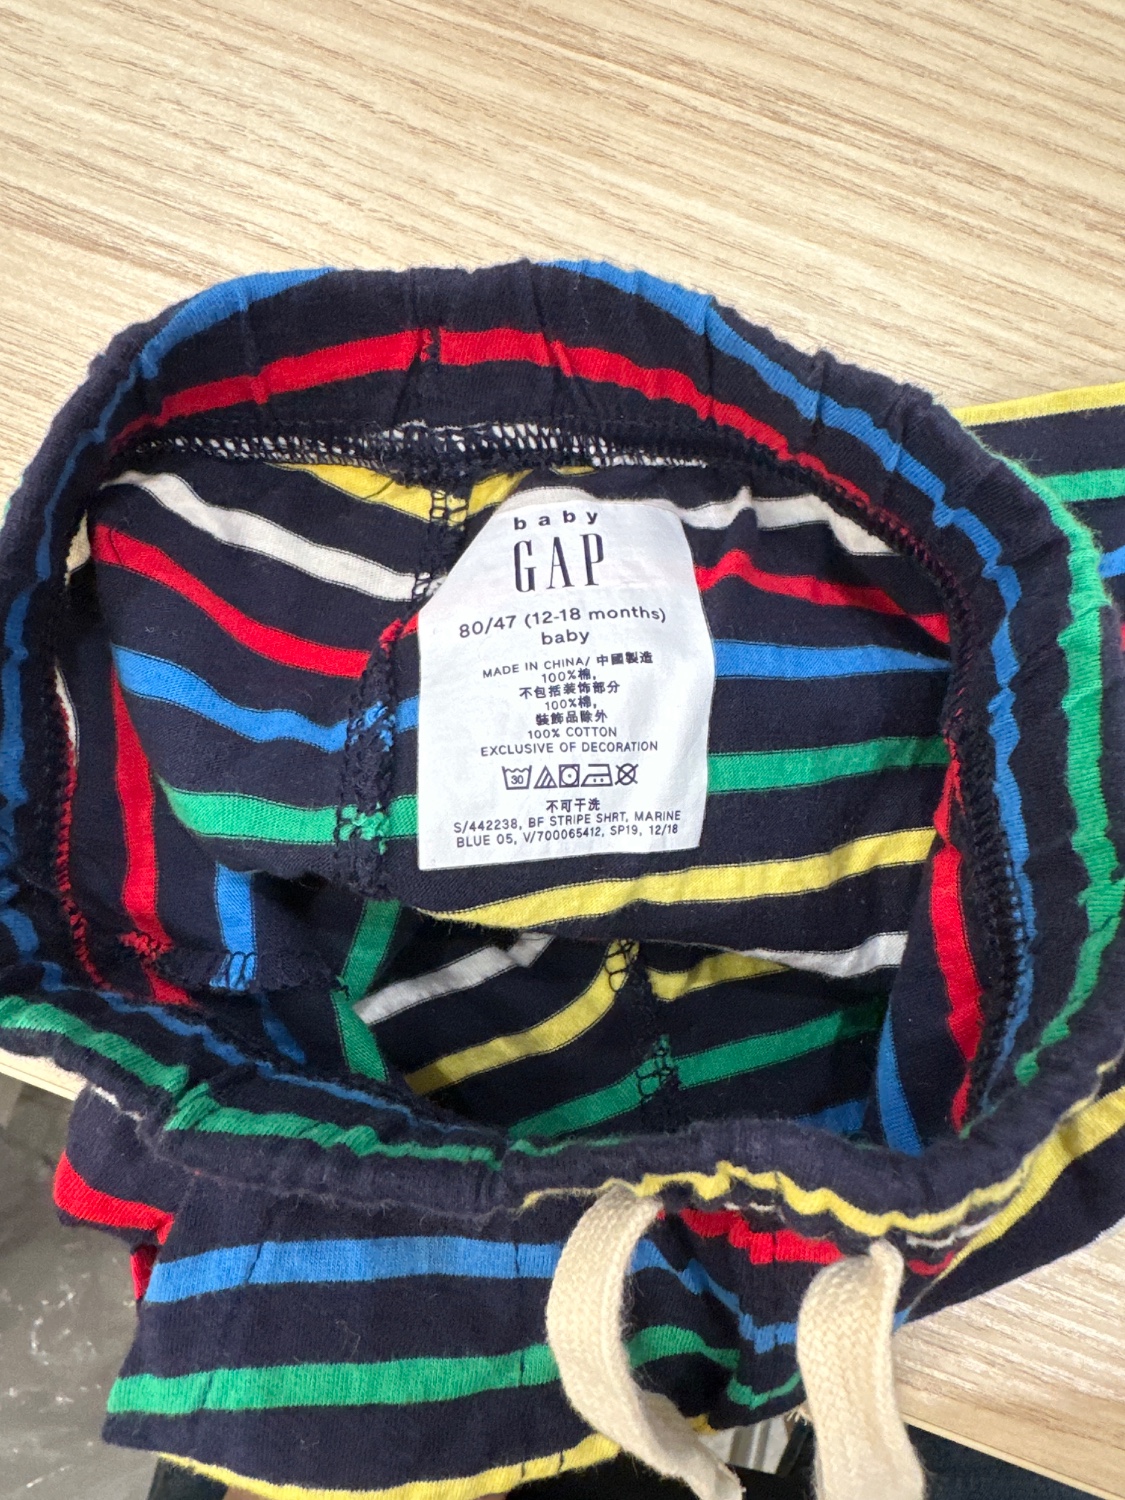 baby
GAP
80/47 (12-18 months)
baby
MADE IN CHINA/ 中國製造
100%棉,
不包括装饰部分
100%棉,
裝飾品除外
100% COTTON
EXCLUSIVE OF DECORATION
30
不可干洗
S/442238, BF STRIPE SHRT, MARINE
BLUE 05, V/700065412, SP19, 12/18